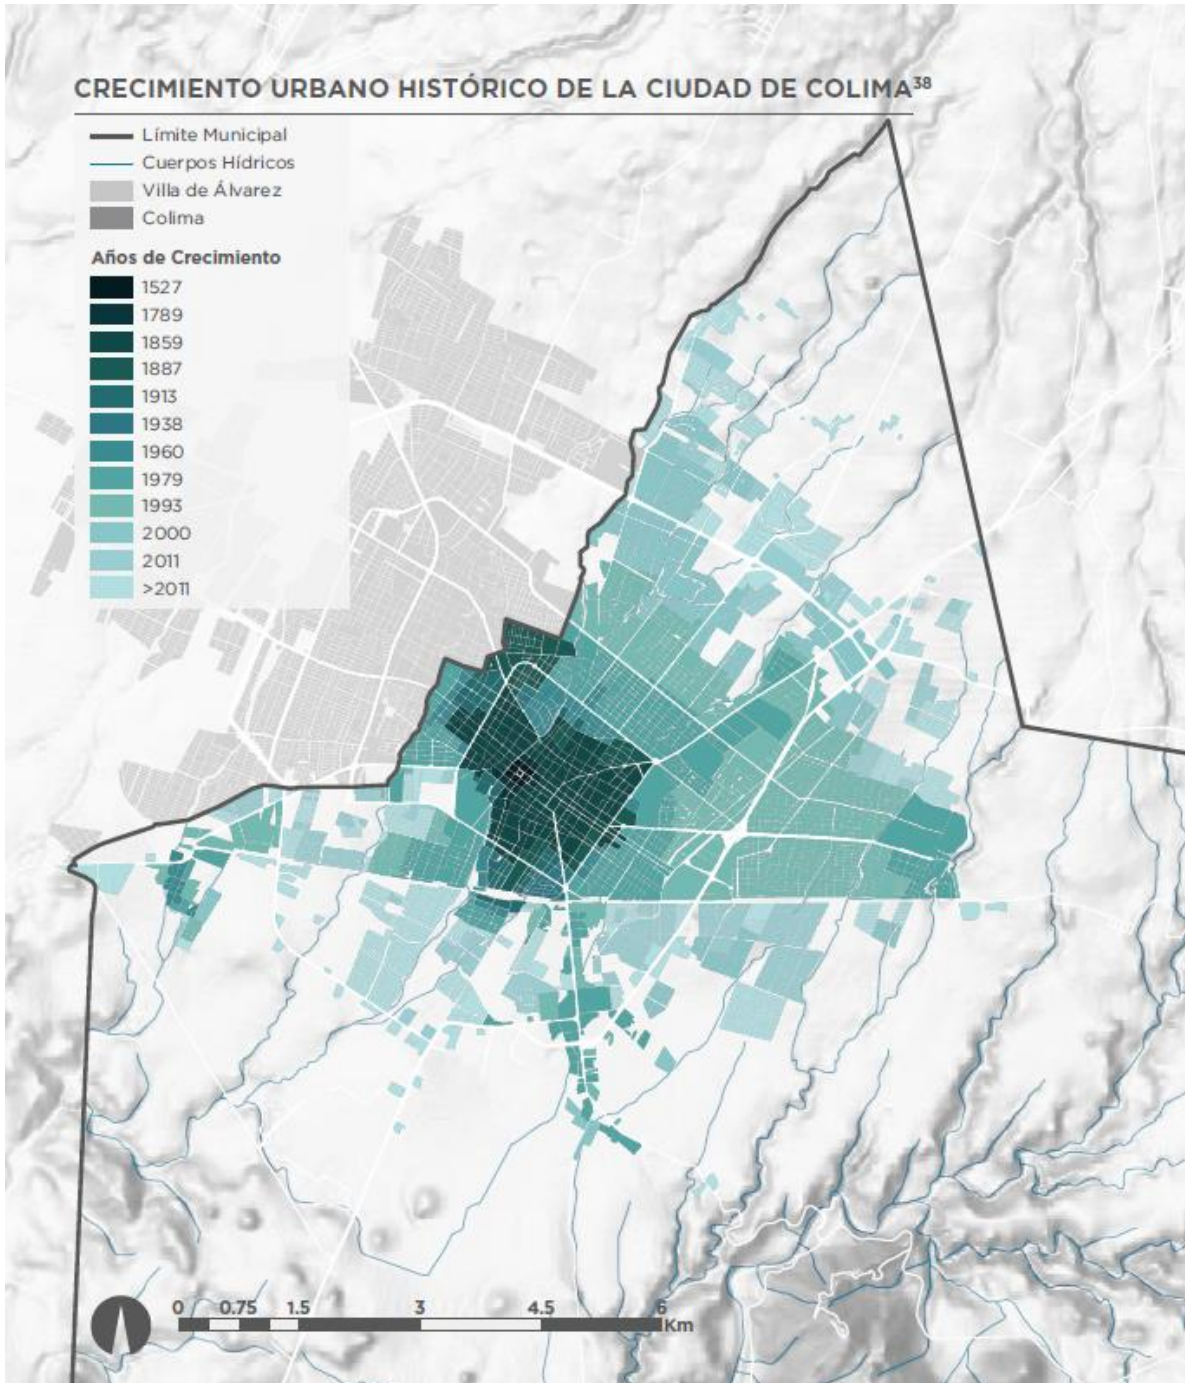 CRECIMIENTO URBANO HISTÓRICO DE LA CIUDAD DE COLIMA³⁸
Límite Municipal
Cuerpos Hídricos
Villa de Álvarez
Colima
Años de Crecimiento
1527
1789
1859
1887
1913
1938
1960
1979
1993
2000
2011
>2011
0 0.75 1.5 3 4.5 6
Km